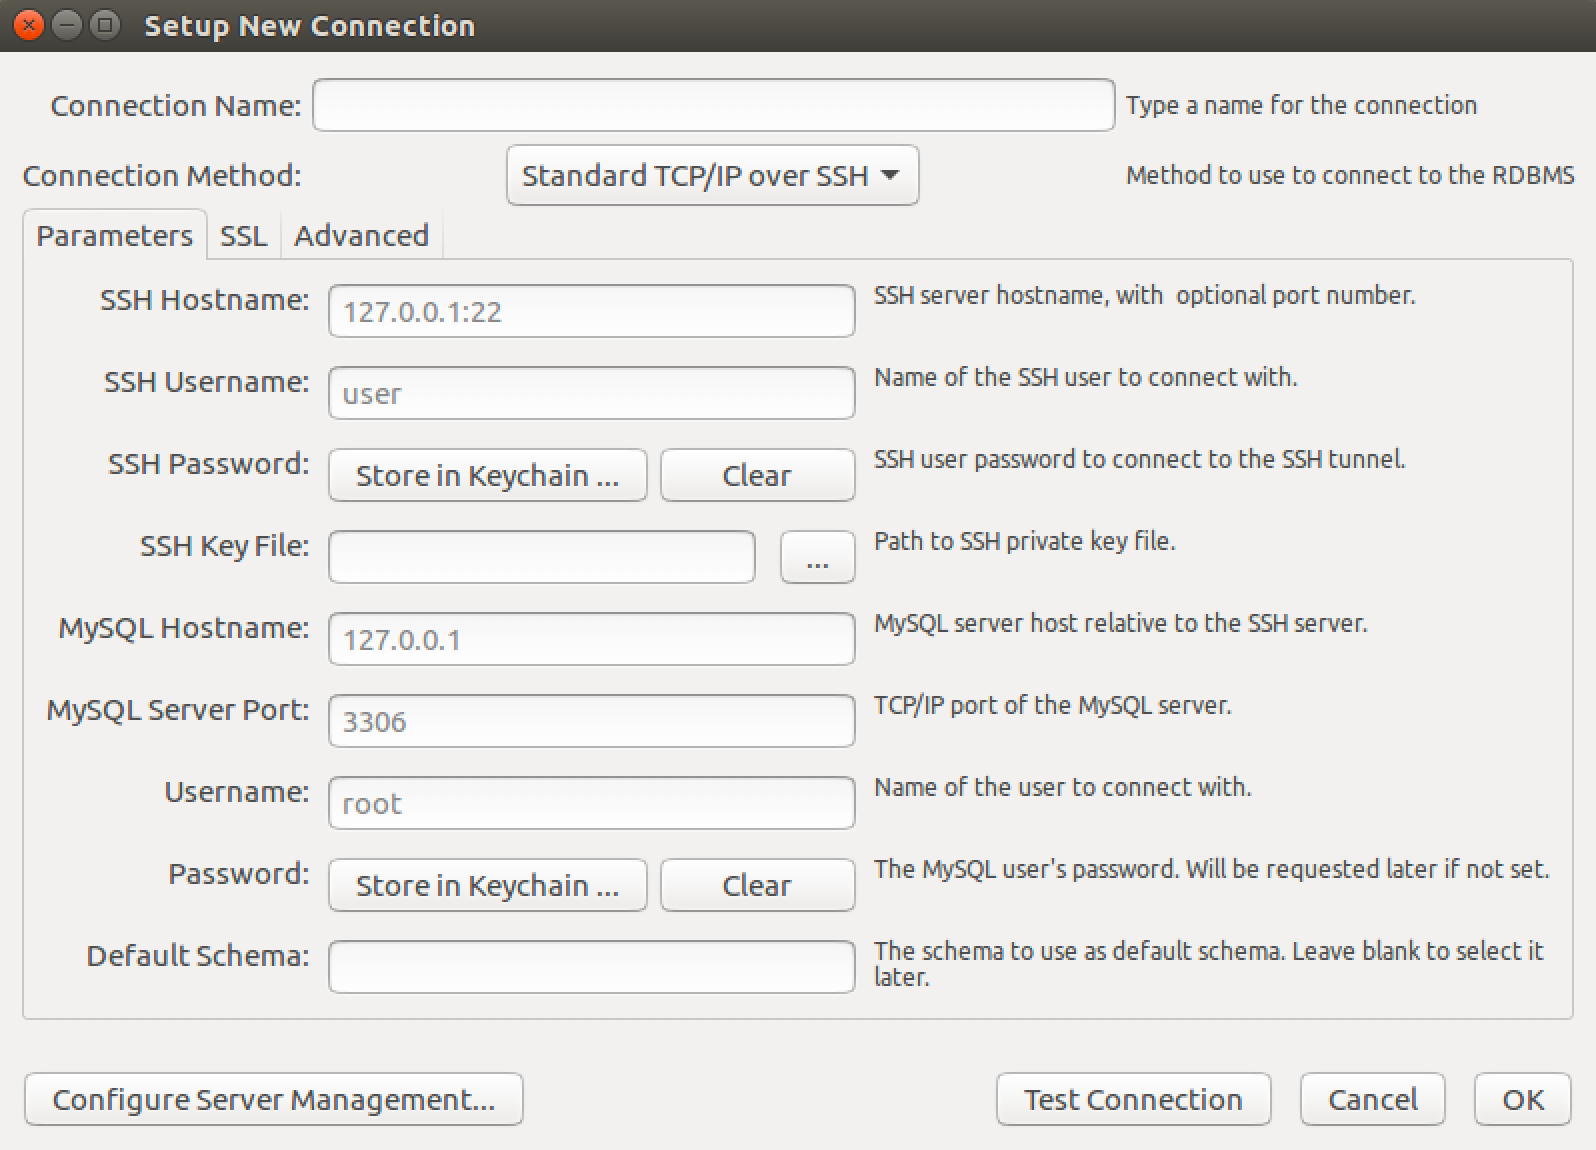 Setup New Connection
Connection Name: Type a name for the connection
Connection Method: Standard TCP/IP over SSH Method to use to connect to the RDBMS
Parameters SSL Advanced
SSH Hostname: 127.0.0.1:22 SSH server hostname, with  optional port number.
SSH Username: user Name of the SSH user to connect with.
SSH Password: Store in Keychain ... Clear SSH user password to connect to the SSH tunnel.
SSH Key File: ... Path to SSH private key file.
MySQL Hostname: 127.0.0.1 MySQL server host relative to the SSH server.
MySQL Server Port: 3306 TCP/IP port of the MySQL server.
Username: root Name of the user to connect with.
Password: Store in Keychain ... Clear The MySQL user's password. Will be requested later if not set.
Default Schema: The schema to use as default schema. Leave blank to select it
later.
Configure Server Management... Test Connection Cancel OK